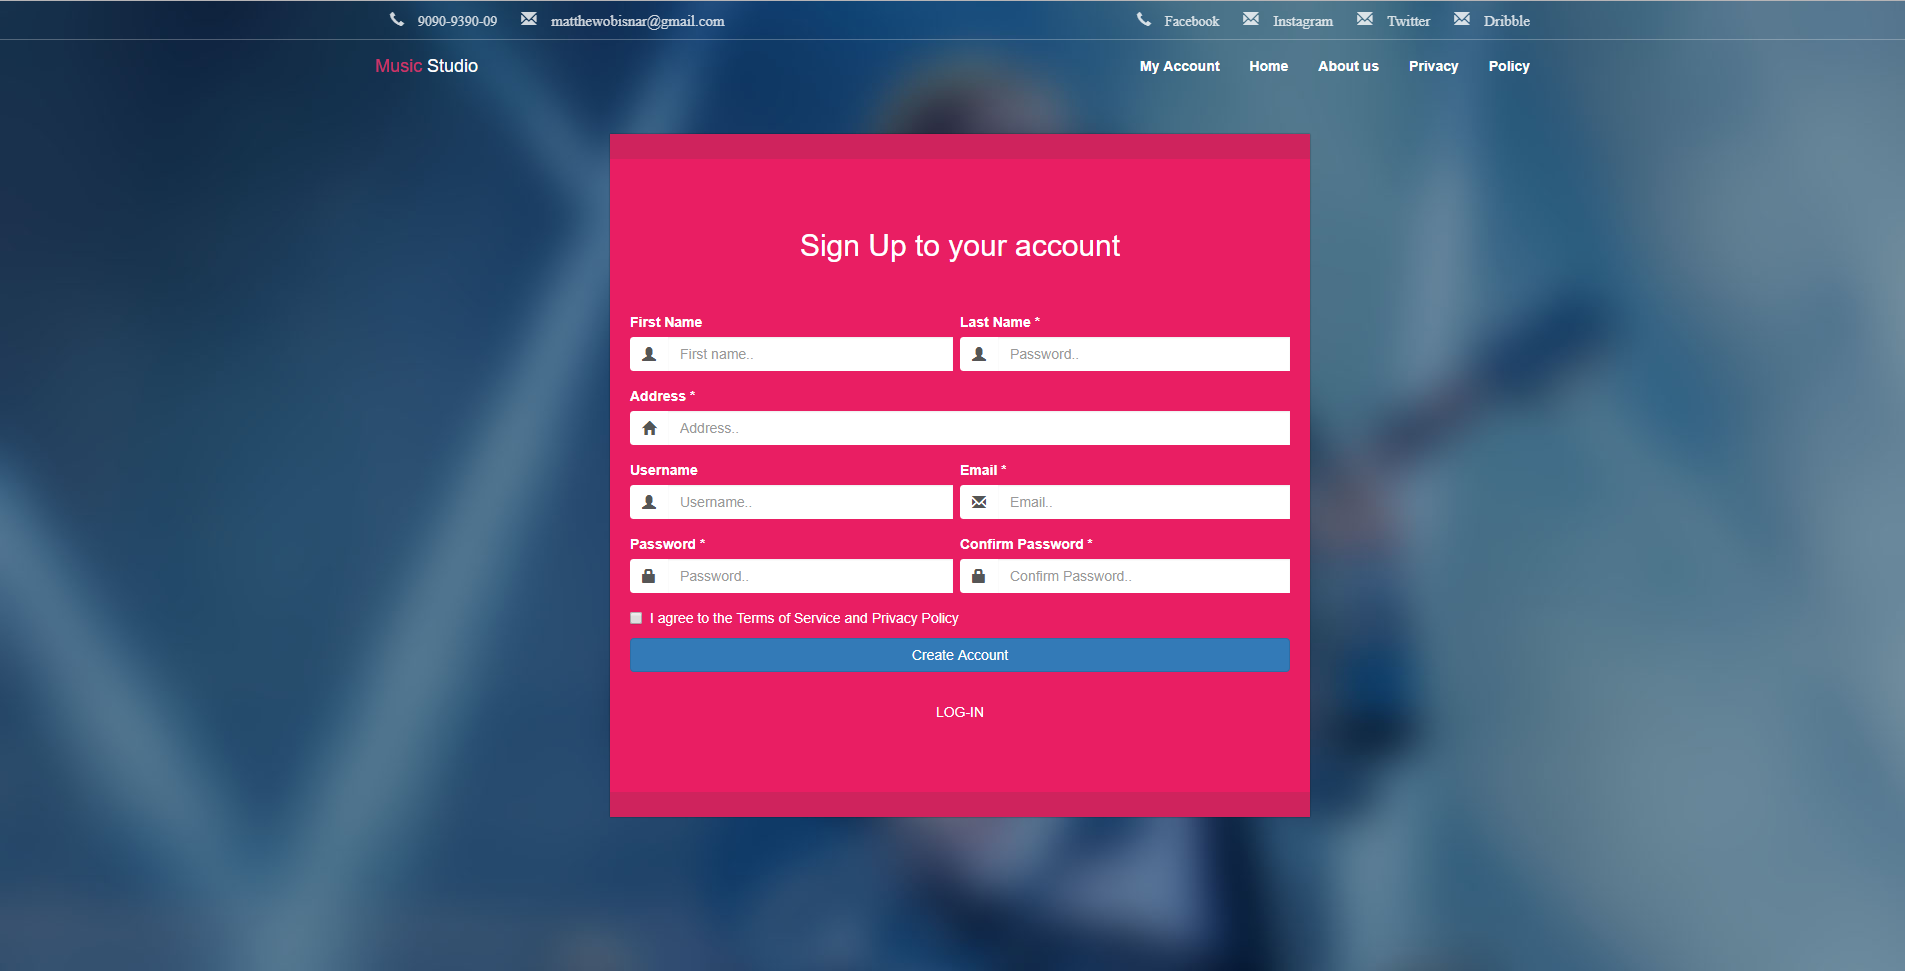 9090-9390-09 matthewobisnar@gmail.com Facebook Instagram Twitter Dribble
Music Studio My Account Home About us Privacy Policy
Sign Up to your account
First Name Last Name *
First name.. Password..
Address *
Address..
Username Email *
Username.. Email..
Password * Confirm Password *
Password.. Confirm Password..
I agree to the Terms of Service and Privacy Policy
Create Account
LOG-IN